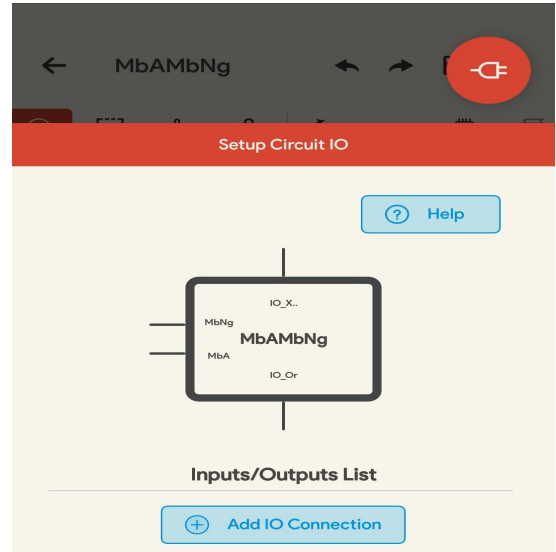 MbAMbNg
Setup Circuit IO
? Help
IO_X..
MbNg
MbAMbNg
MbA
IO_Or
Inputs/Outputs List
Add IO Connection